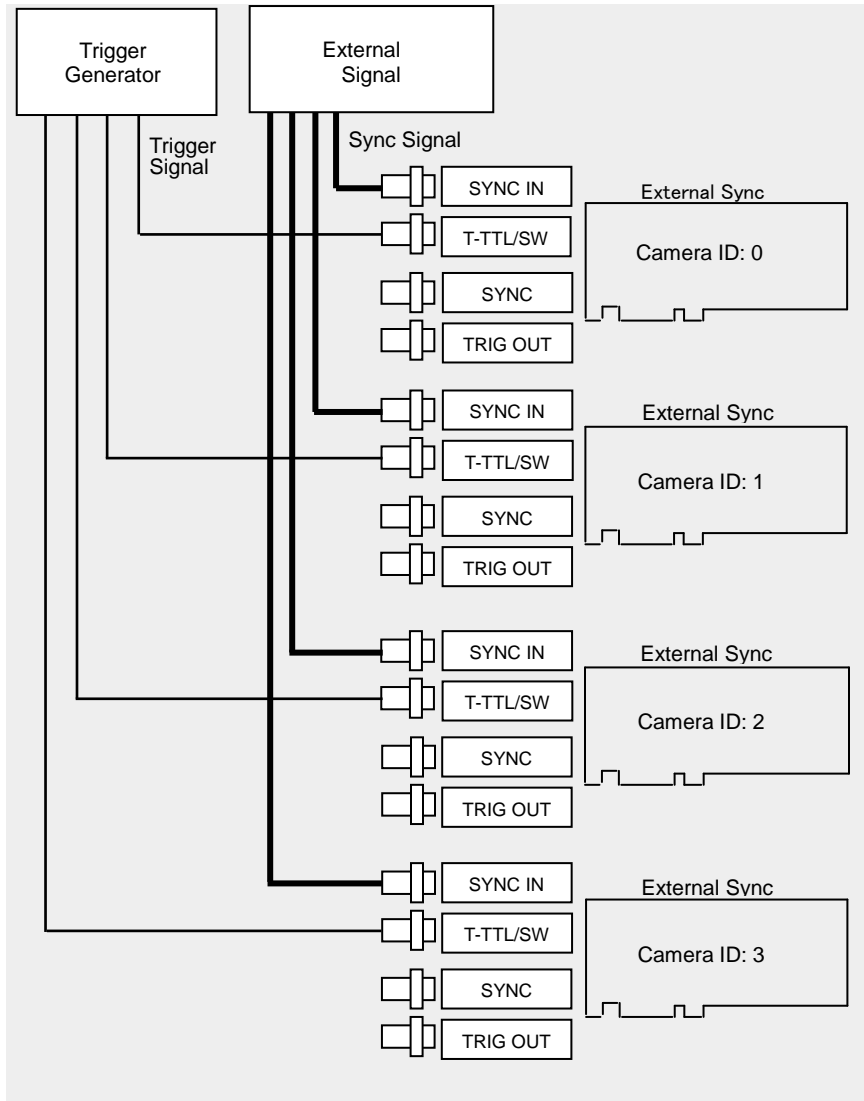 Trigger
Generator
External
Signal
Trigger
Signal
Sync Signal
SYNC IN
External Sync
T-TTL/SW
Camera ID: 0
SYNC
TRIG OUT
SYNC IN
External Sync
T-TTL/SW
Camera ID: 1
SYNC
TRIG OUT
SYNC IN
External Sync
T-TTL/SW
Camera ID: 2
SYNC
TRIG OUT
SYNC IN
External Sync
T-TTL/SW
Camera ID: 3
SYNC
TRIG OUT